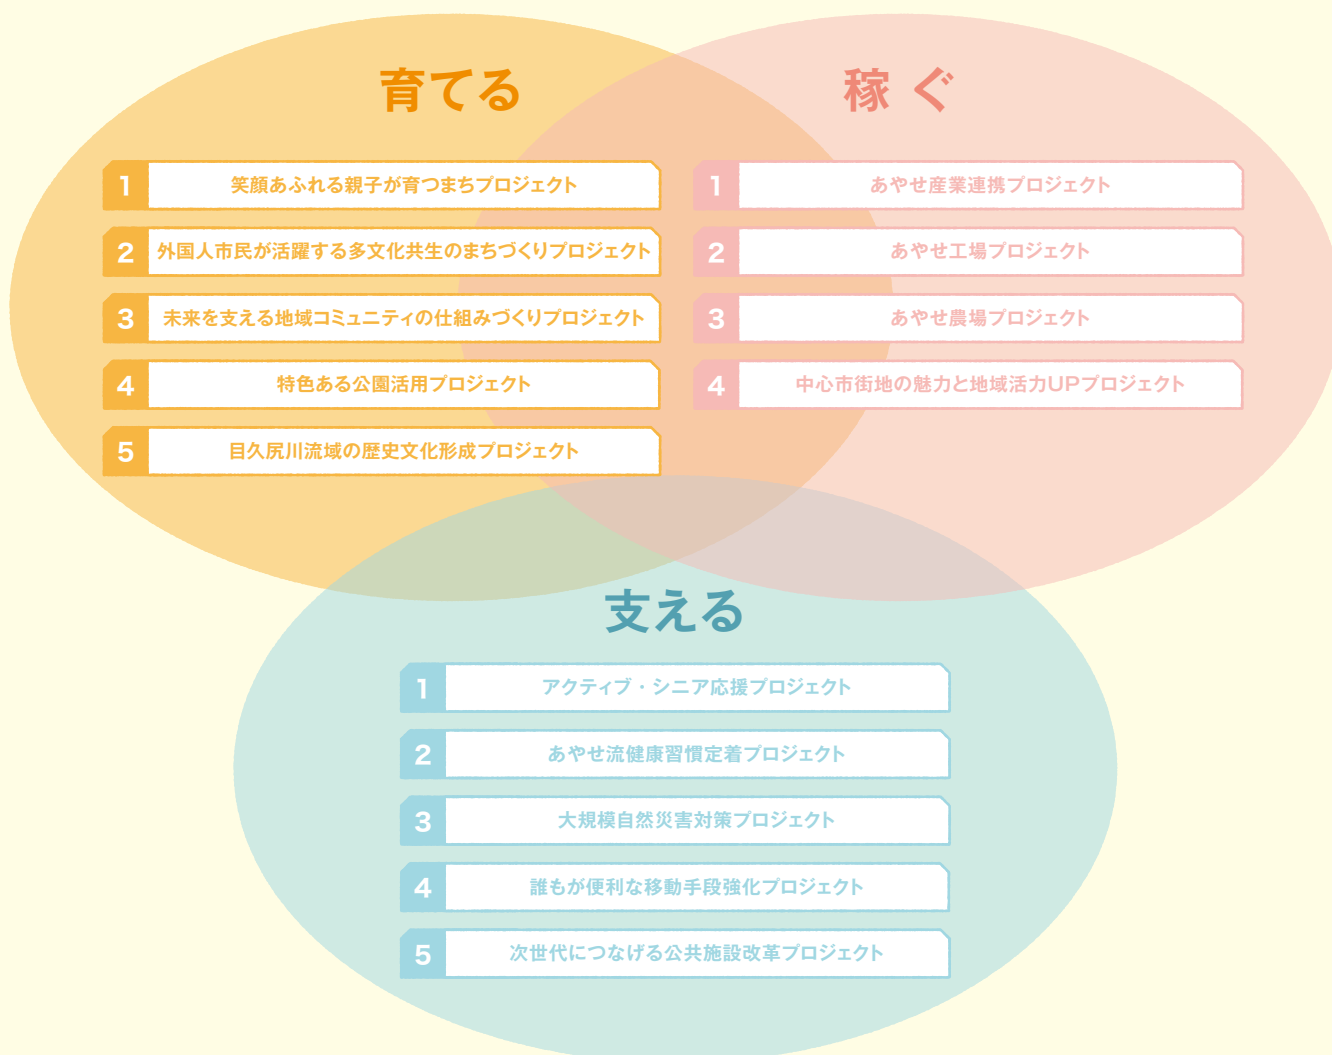 育てる
1 笑顔あふれる親子が育つまちプロジェクト
2 外国人市民が活躍する多文化共生のまちづくりプロジェクト
3 未来を支える地域コミュニティの仕組みづくりプロジェクト
4 特色ある公園活用プロジェクト
5 目久尻川流域の歴史文化形成プロジェクト
稼ぐ
1 あやせ産業連携プロジェクト
2 あやせ工場プロジェクト
3 あやせ農場プロジェクト
4 中心市街地の魅力と地域活力UPプロジェクト
支える
1 アクティブ・シニア応援プロジェクト
2 あやせ流健康習慣定着プロジェクト
3 大規模自然災害対策プロジェクト
4 誰もが便利な移動手段強化プロジェクト
5 次世代につなげる公共施設改革プロジェクト